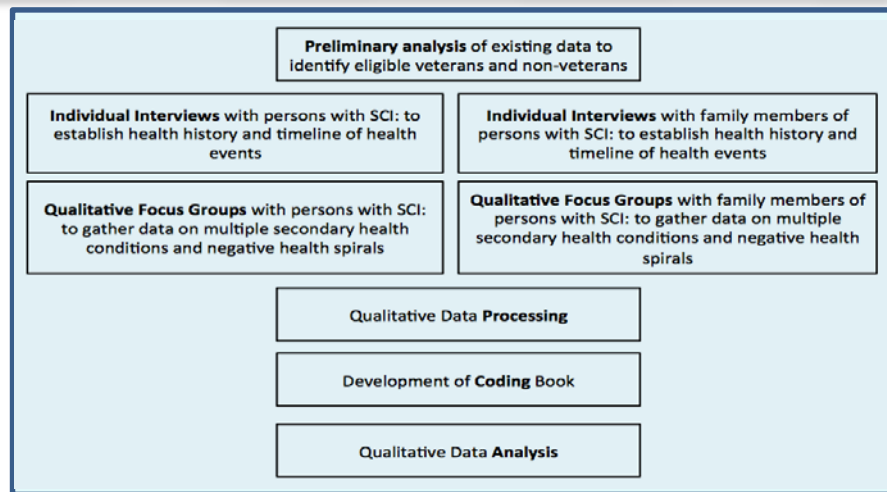 Preliminary analysis of existing data to
identify eligible veterans and non-veterans
Individual Interviews with persons with SCI: to
establish health history and timeline of health
events
Individual Interviews with family members of
persons with SCI: to establish health history and
timeline of health events
Qualitative Focus Groups with persons with SCI:
to gather data on multiple secondary health
conditions and negative health spirals
Qualitative Focus Groups with family members of
persons with SCI: to gather data on multiple
secondary health conditions and negative health
spirals
Qualitative Data Processing
Development of Coding Book
Qualitative Data Analysis